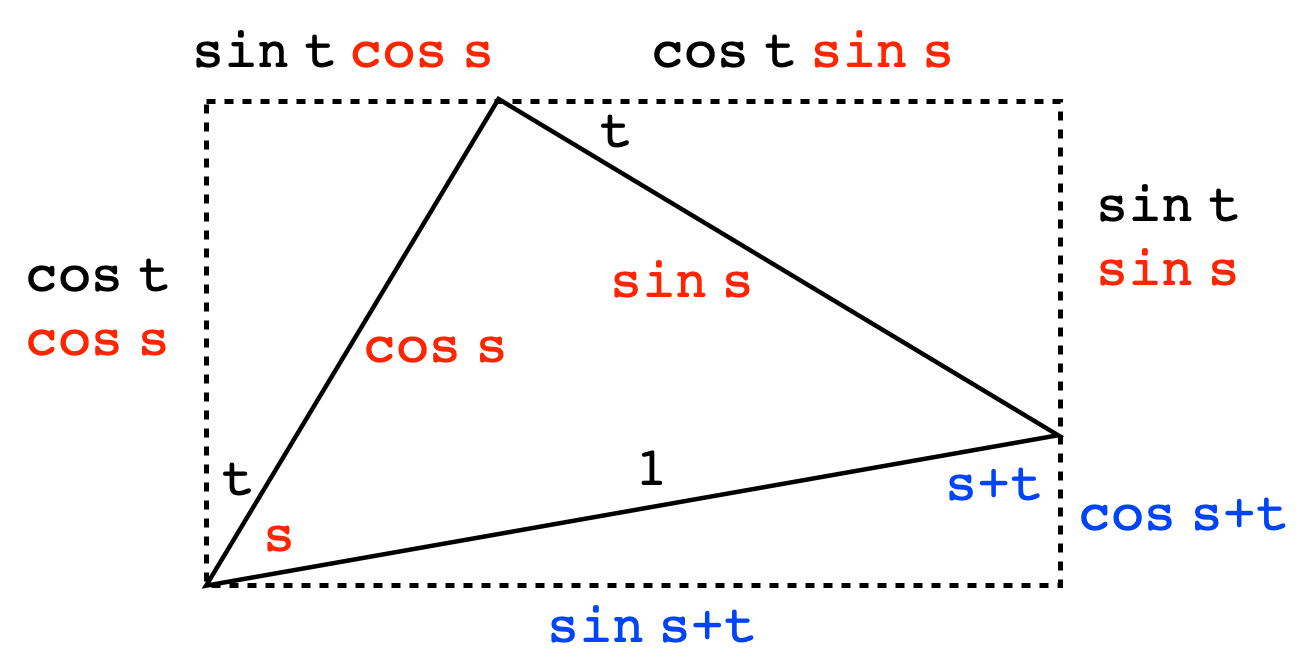 sin t cos s
cos t sin s
t
sin t
sin s
cos t
cos s
sin s
cos s
t
1
s+t
s
cos s+t
sin s+t